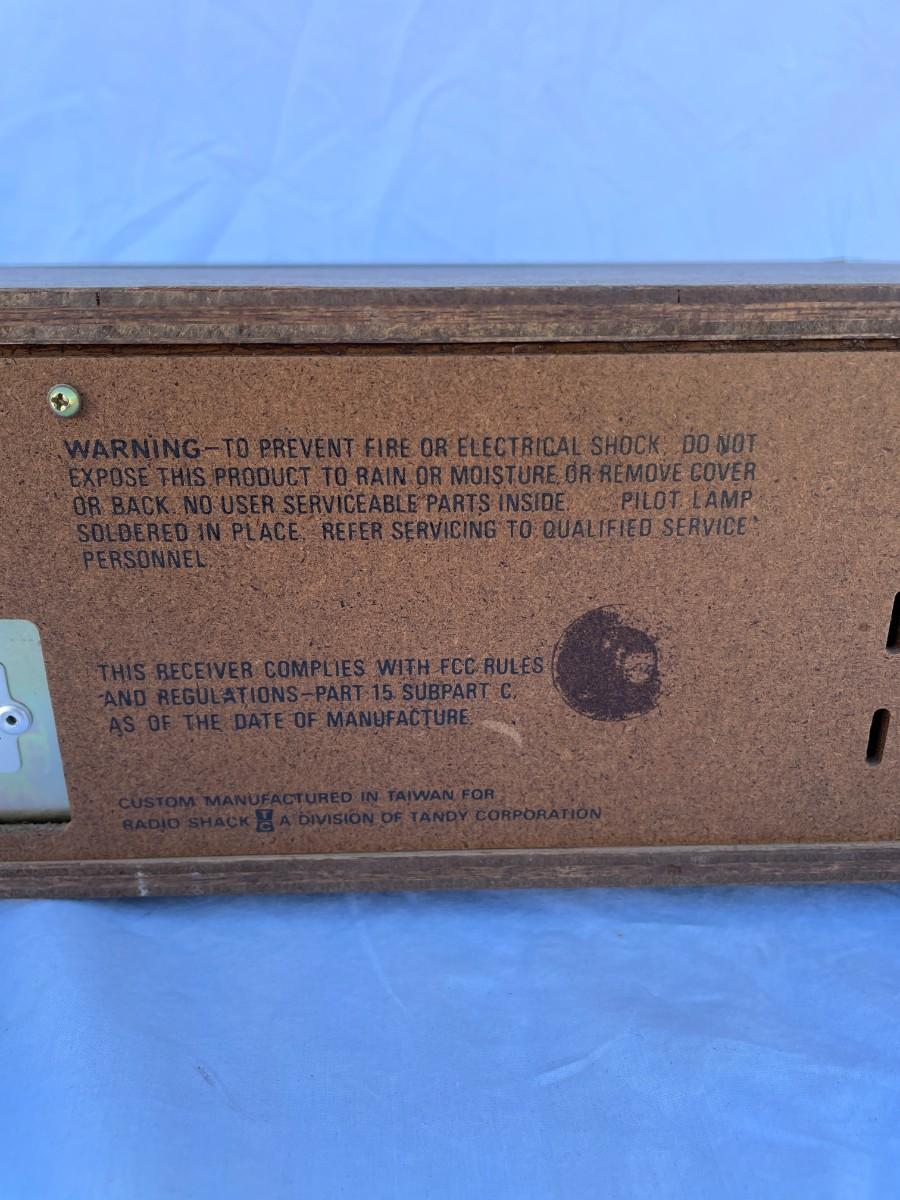 WARNING—TO PREVENT FIRE OR ELECTRICAL SHOCK, DO NOT
EXPOSE THIS PRODUCT TO RAIN OR MOISTURE, OR REMOVE COVER
OR BACK. NO USER SERVICEABLE PARTS INSIDE. PILOT LAMP
SOLDERED IN PLACE. REFER SERVICING TO QUALIFIED SERVICE
PERSONNEL.
THIS RECEIVER COMPLIES WITH FCC RULES
AND REGULATIONS—PART 15 SUBPART C,
AS OF THE DATE OF MANUFACTURE.
CUSTOM MANUFACTURED IN TAIWAN FOR
RADIO SHACK TC A DIVISION OF TANDY CORPORATION